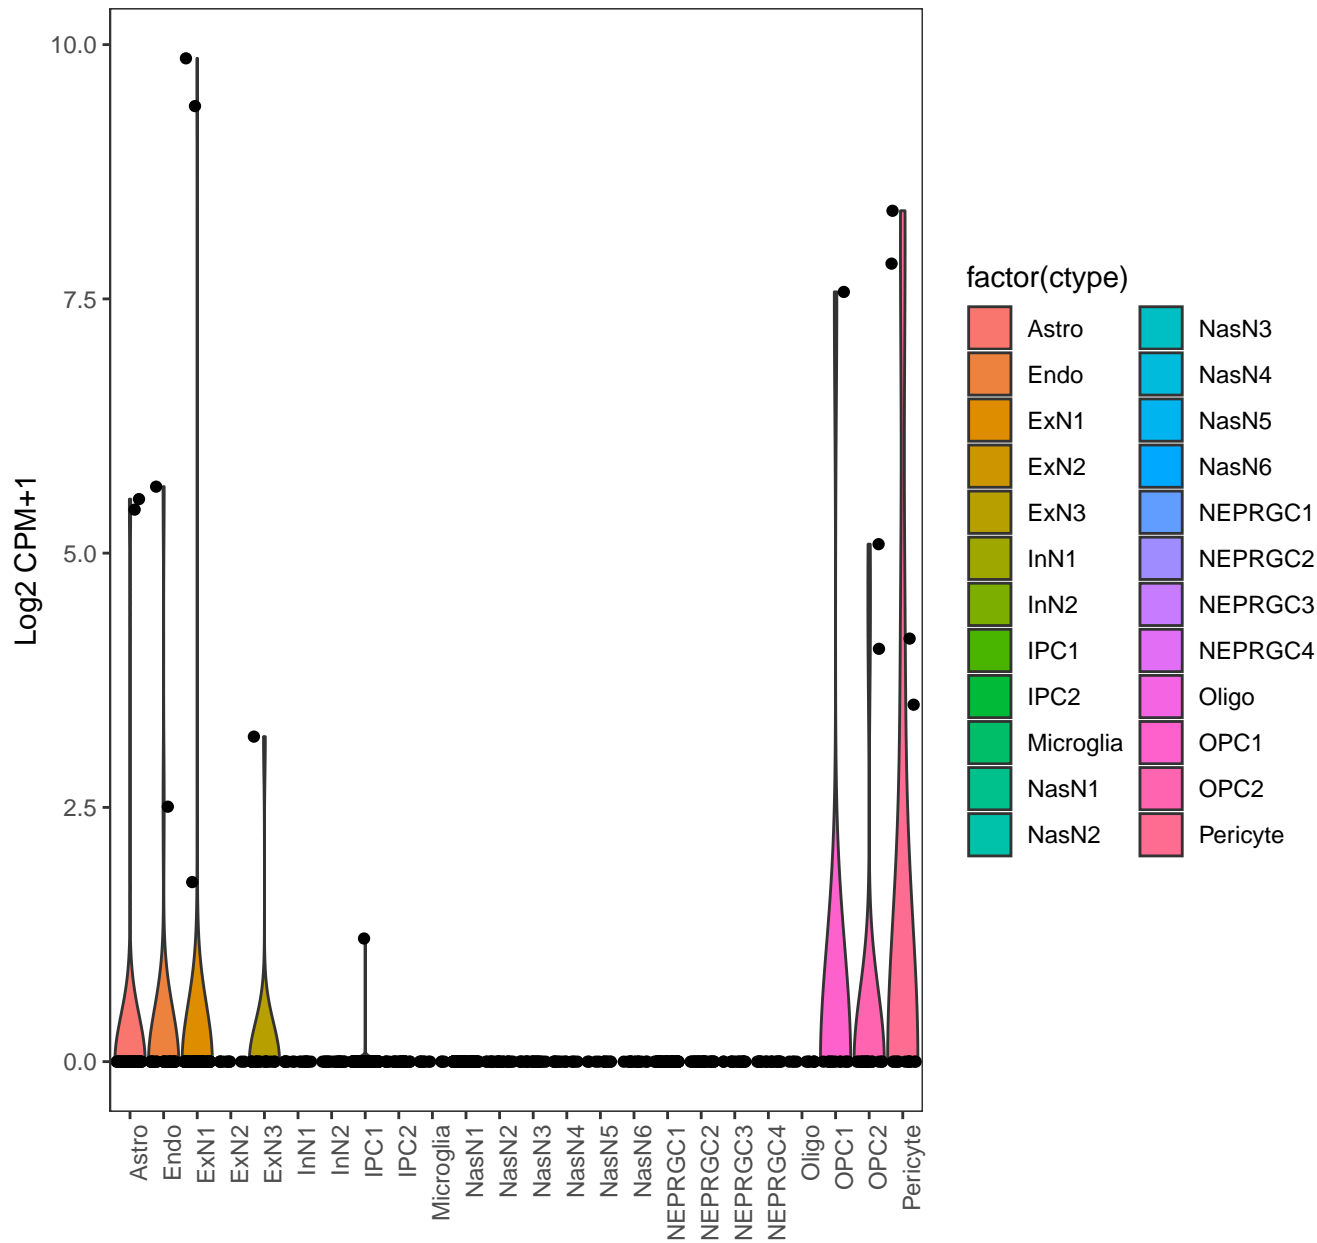 10.0
7.5
5.0
2.5
0.0
Log2 CPM+1
Astro
Endo
ExN1
ExN2
ExN3
InN1
InN2
IPC1
IPC2
Microglia
NasN1
NasN2
NasN3
NasN4
NasN5
NasN6
NEPRGC1
NEPRGC2
NEPRGC3
NEPRGC4
Oligo
OPC1
OPC2
Pericyte
factor(ctype)
Astro
Endo
ExN1
ExN2
ExN3
InN1
InN2
IPC1
IPC2
Microglia
NasN1
NasN2
NasN3
NasN4
NasN5
NasN6
NEPRGC1
NEPRGC2
NEPRGC3
NEPRGC4
Oligo
OPC1
OPC2
Pericyte